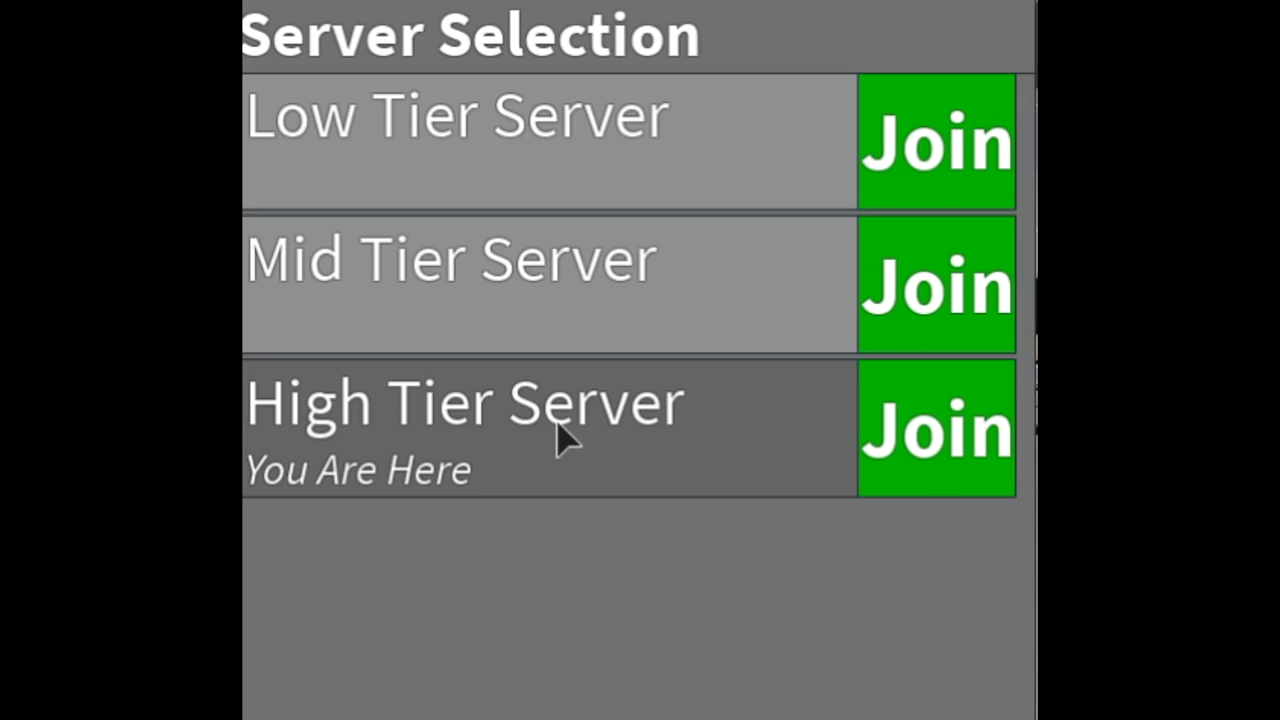 Server Selection
Low Tier Server
Join
Mid Tier Server
Join
High Tier Server
Join
You Are Here